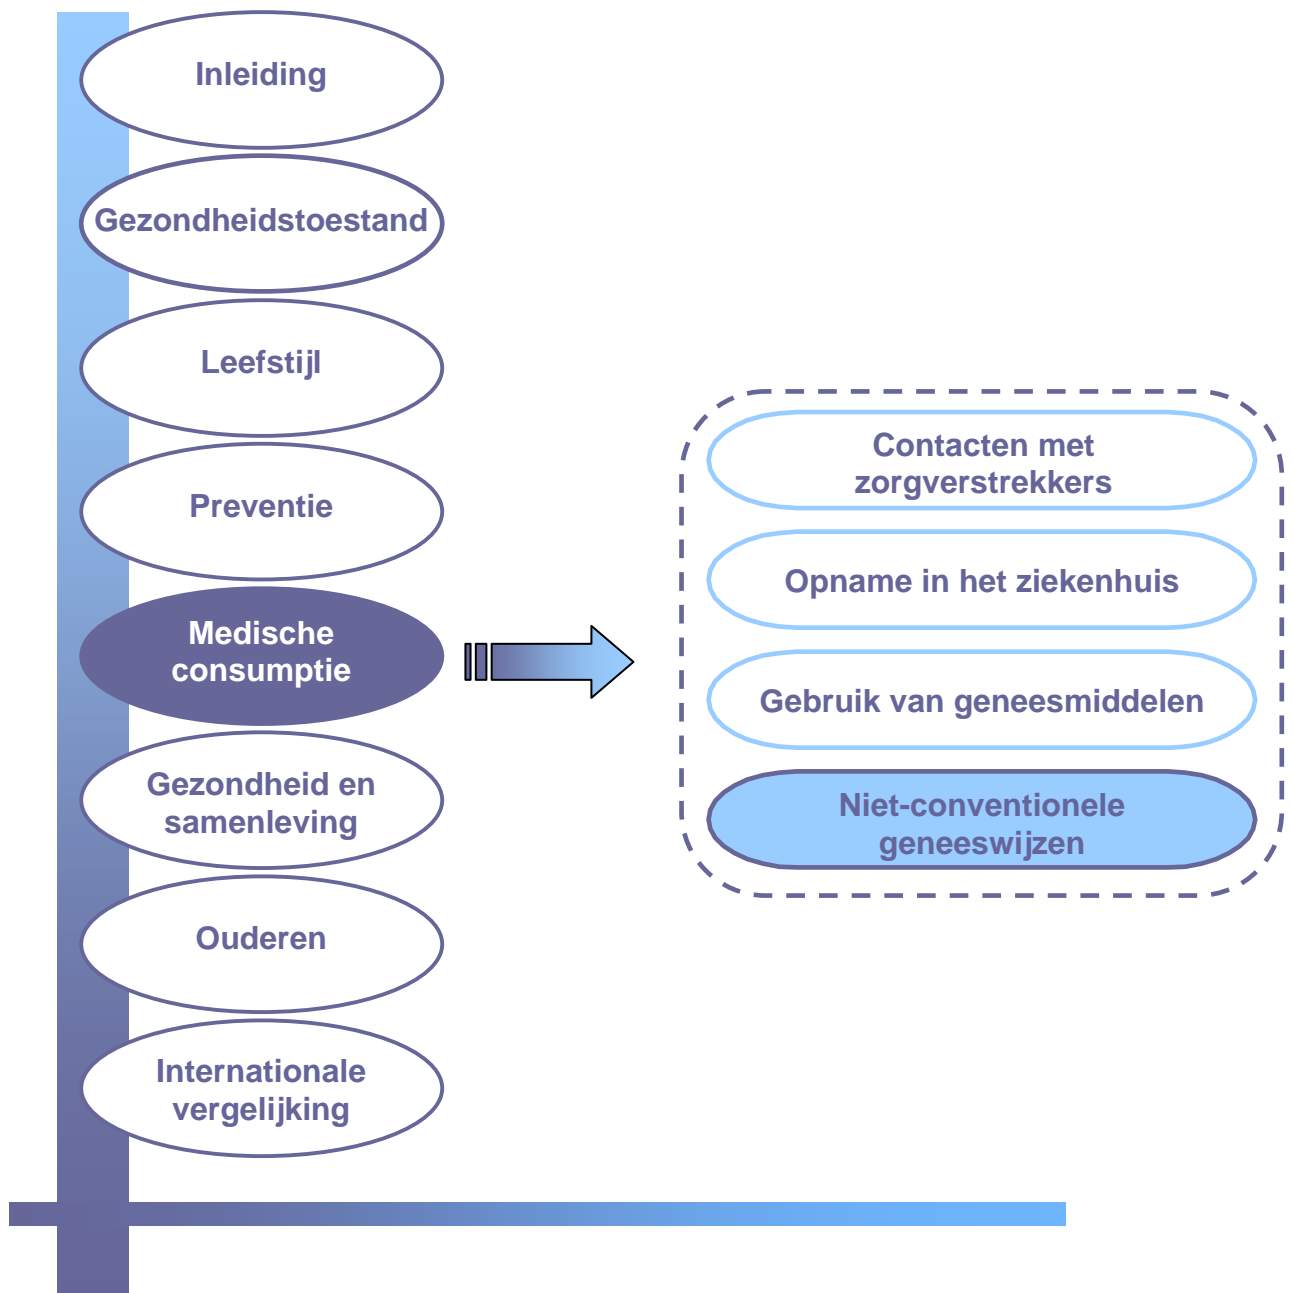 Inleiding
Gezondheidstoestand
Leefstijl
Preventie
Medische
consumptie
Gezondheid en
samenleving
Ouderen
Internationale
vergelijking
Contacten met
zorgverstrekkers
Opname in het ziekenhuis
Gebruik van geneesmiddelen
Niet-conventionele
geneeswijzen